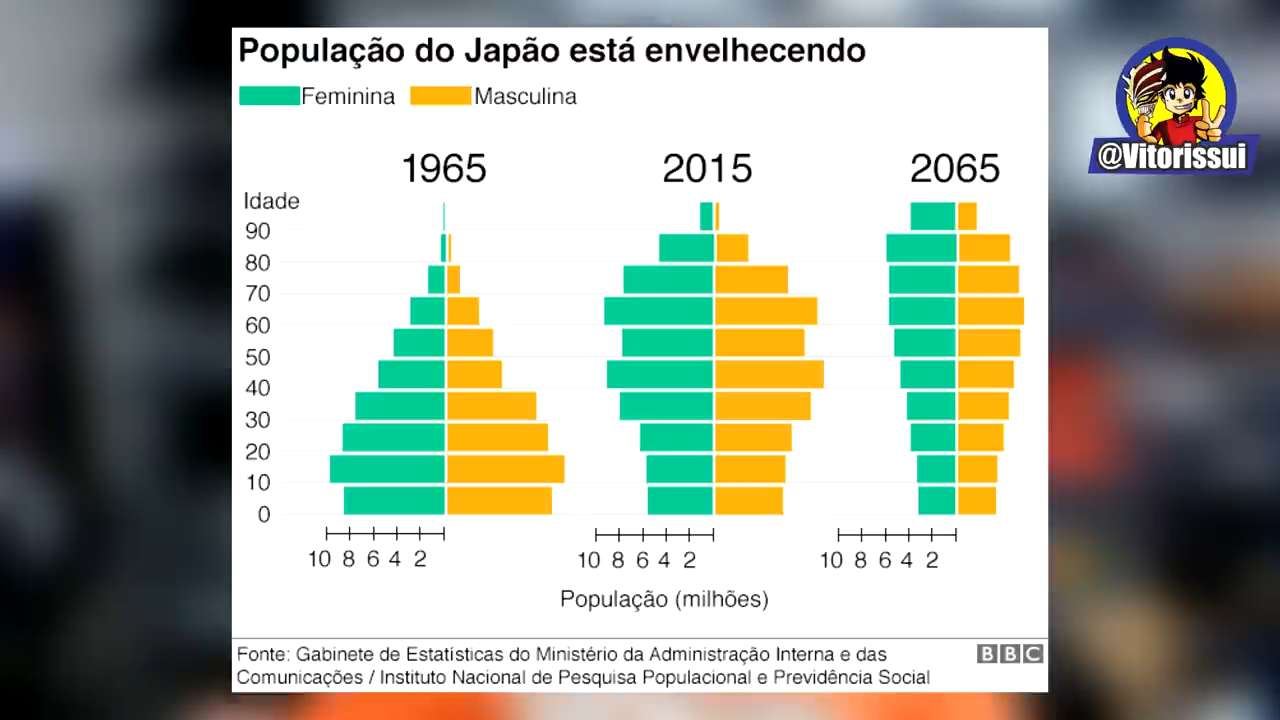 População do Japão está envelhecendo
Feminina Masculina
@Vitorissui
1965 2015 2065
Idade
90
80
70
60
50
40
30
20
10
0
10 8 6 4 2 10 8 6 4 2 10 8 6 4 2
População (milhões)
Fonte: Gabinete de Estatísticas do Ministério da Administração Interna e das
Comunicações / Instituto Nacional de Pesquisa Populacional e Previdência Social
BBC